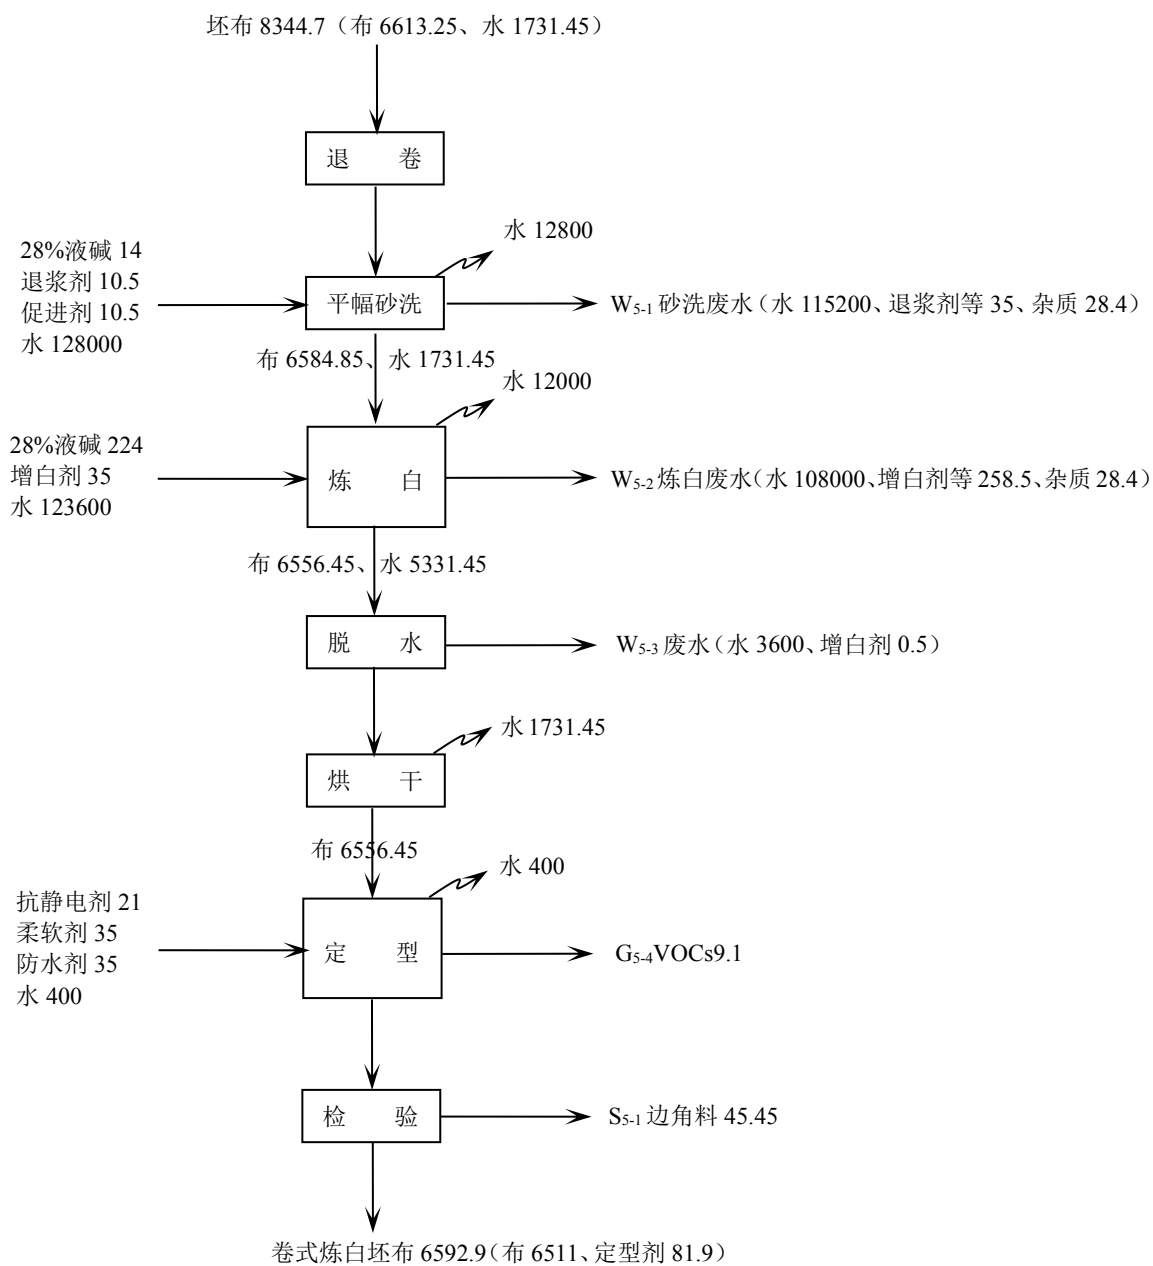 坯布 8344.7（布 6613.25、水 1731.45）
退 卷
水 12800
28%液碱 14
退浆剂 10.5
促进剂 10.5
水 128000
平幅砂洗
W5-1 砂洗废水（水 115200、退浆剂等 35、杂质 28.4）
布 6584.85、水 1731.45
水 12000
28%液碱 224
增白剂 35
水 123600
炼 白
W5-2 炼白废水（水 108000、增白剂等 258.5、杂质 28.4）
布 6556.45、水 5331.45
脱 水
W5-3 废水（水 3600、增白剂 0.5）
水 1731.45
烘 干
布 6556.45
水 400
抗静电剂 21
柔软剂 35
防水剂 35
水 400
定 型
G5-4VOCs9.1
检 验
S5-1 边角料 45.45
卷式炼白坯布 6592.9（布 6511、定型剂 81.9）